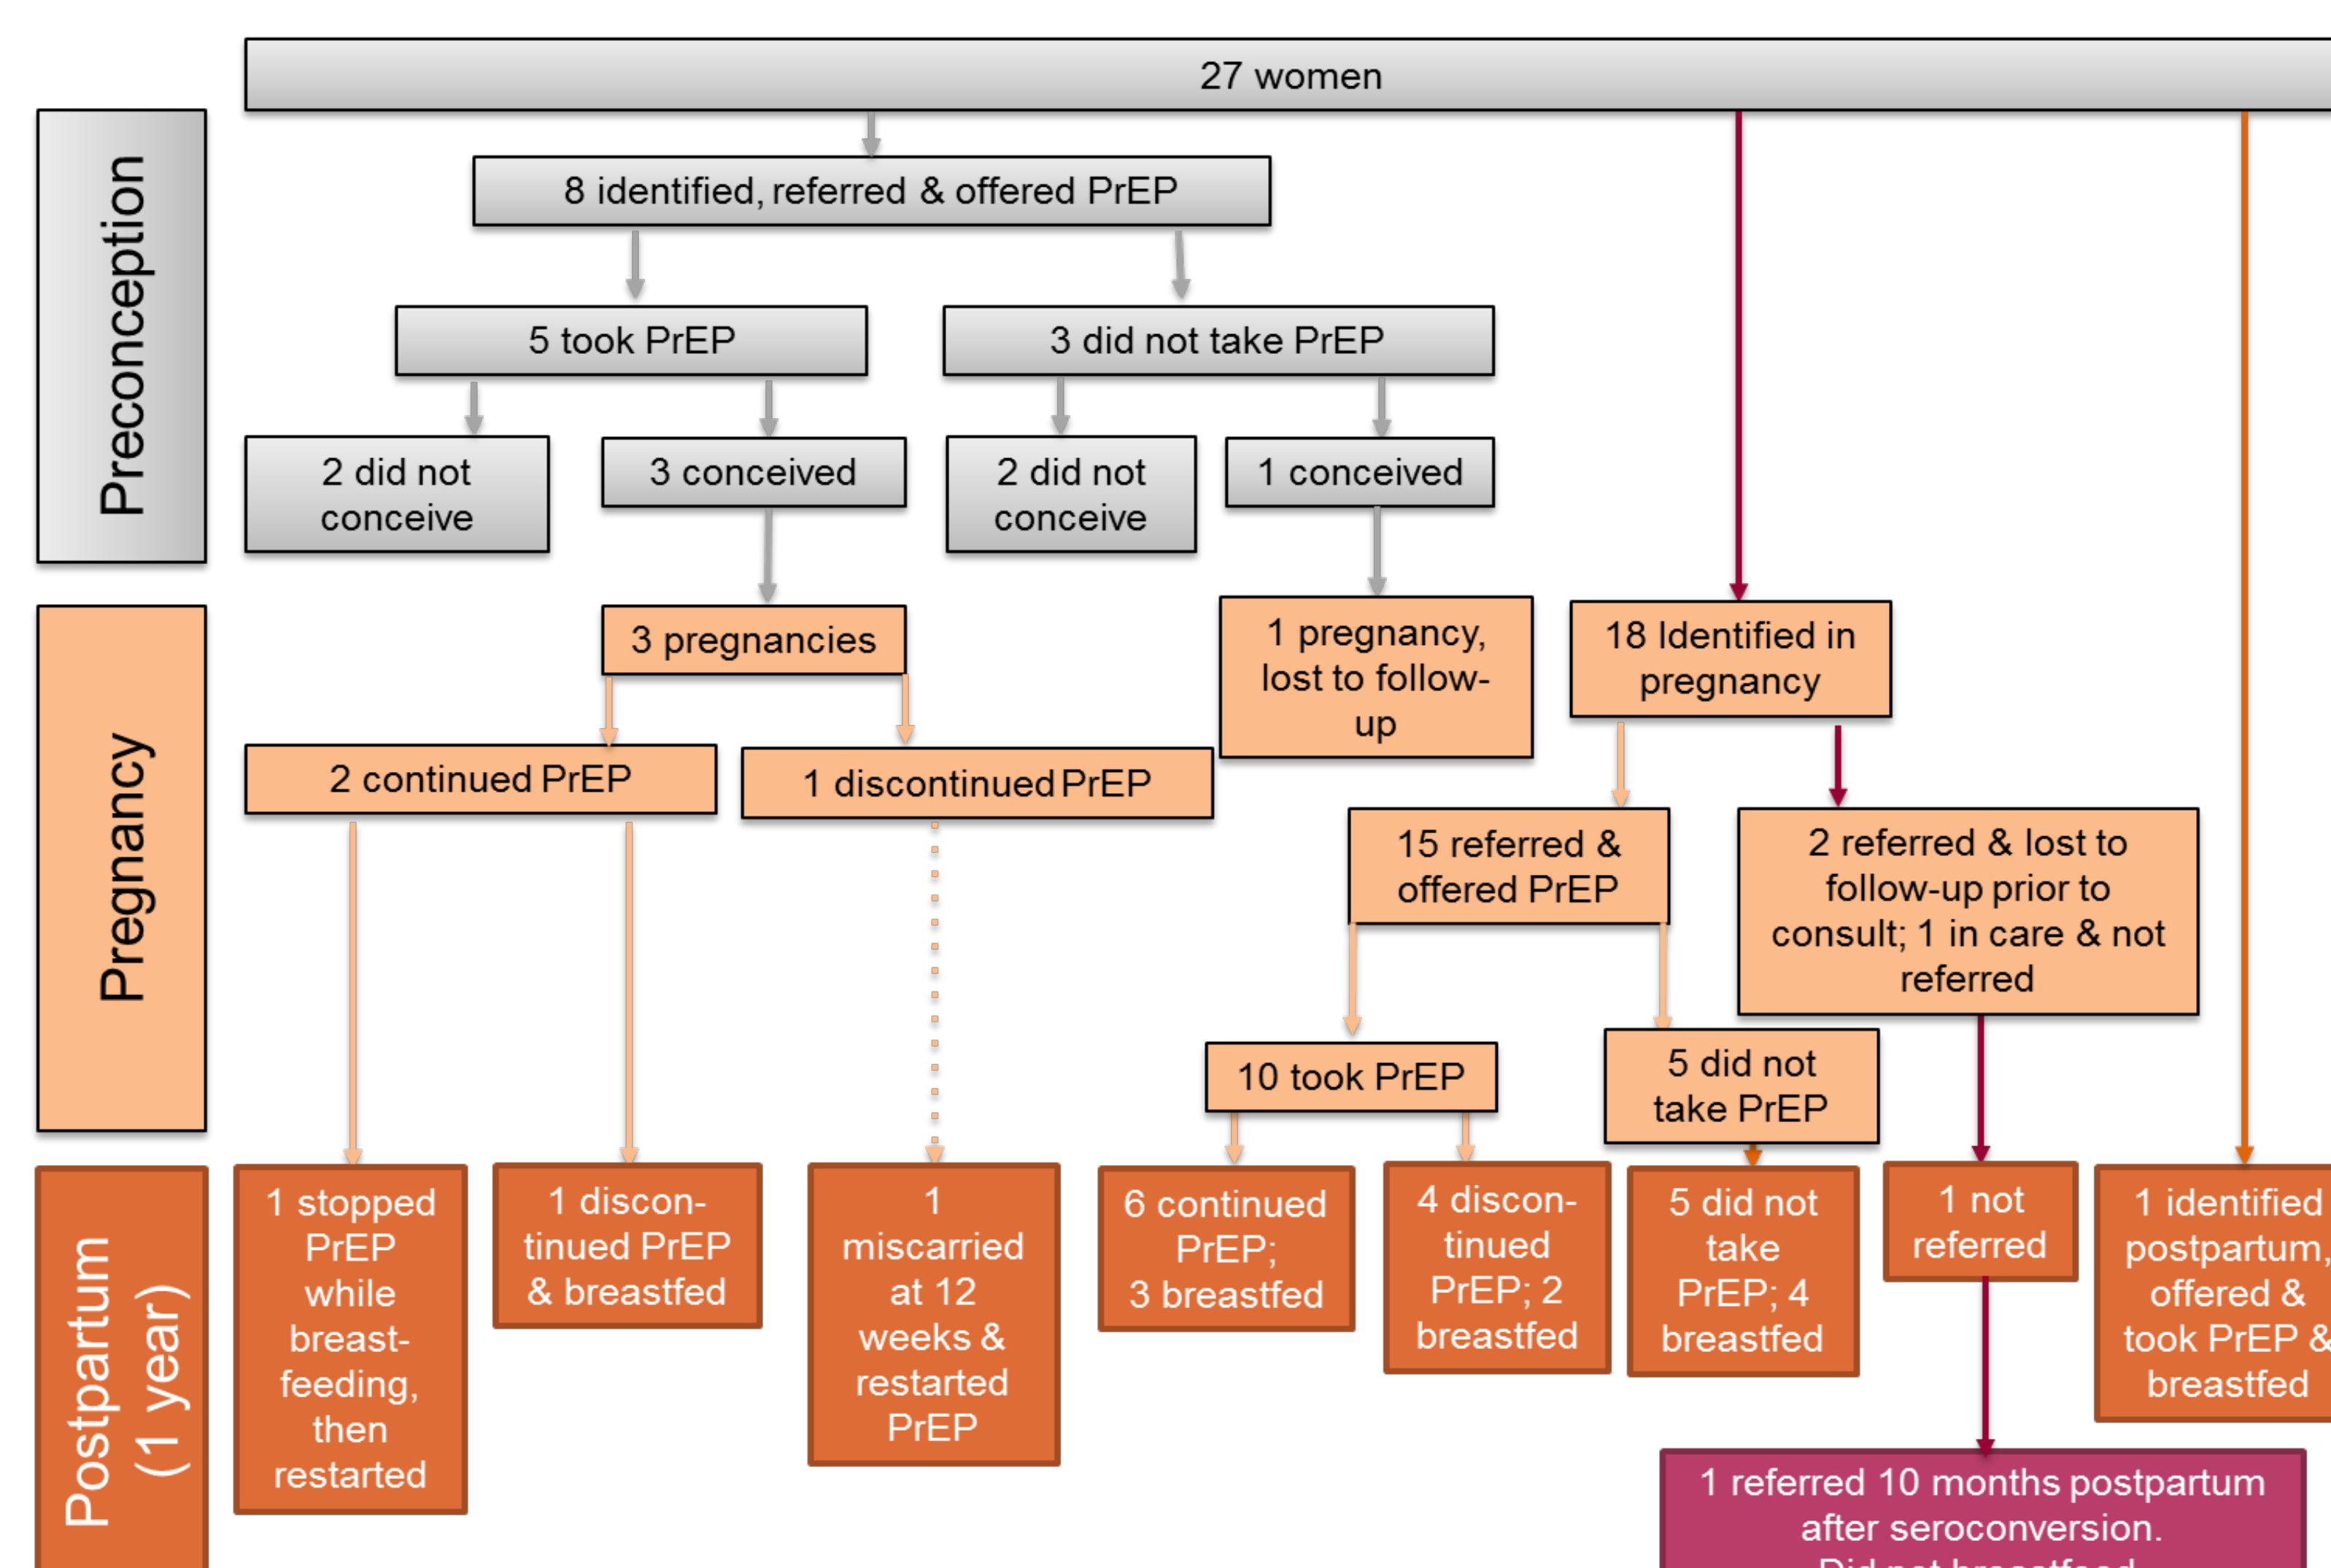 27 women
Preconception
8 identified, referred & offered PrEP
5 took PrEP
3 did not take PrEP
2 did not
conceive
3 conceived
2 did not
conceive
1 conceived
Pregnancy
3 pregnancies
1 pregnancy,
lost to follow-
up
18 Identified in
pregnancy
2 continued PrEP
1 discontinued PrEP
15 referred &
offered PrEP
2 referred & lost to
follow-up prior to
consult; 1 in care & not
referred
10 took PrEP
5 did not
take PrEP
Postpartum
(1 year)
1 stopped
PrEP
while
breast-
feeding,
then
restarted
1 discon-
tinued PrEP
& breastfed
1
miscarried
at 12
weeks &
restarted
PrEP
6 continued
PrEP;
3 breastfed
4 discon-
tinued
PrEP; 2
breastfed
5 did not
take
PrEP; 4
breastfed
1 not
referred
1 identified
postpartum,
offered &
took PrEP &
breastfed
1 referred 10 months postpartum
after seroconversion.
Did not breastfeed